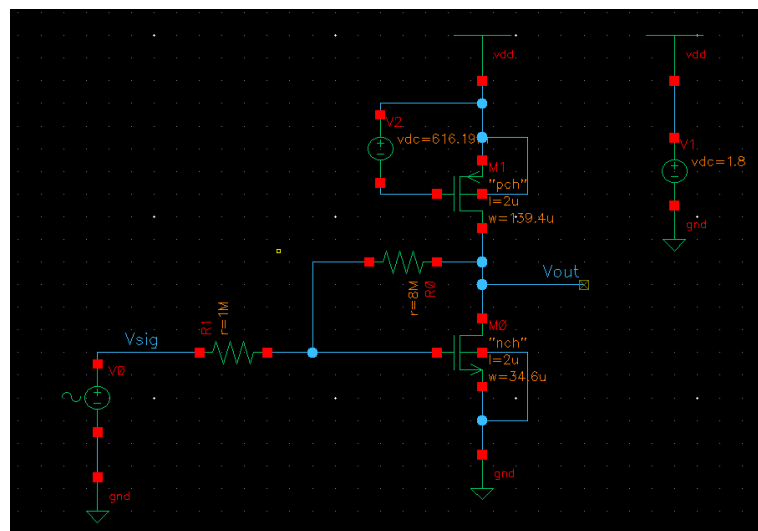 vdd
vdd
V2
vdc=616.19
V1
vdc=1.8
M1
"pch"
l=2u
w=139.4u
gnd
Vout
R0
r=8M
R1
r=1M
Vsig
M0
"nch"
l=2u
w=34.6u
V0
gnd
gnd